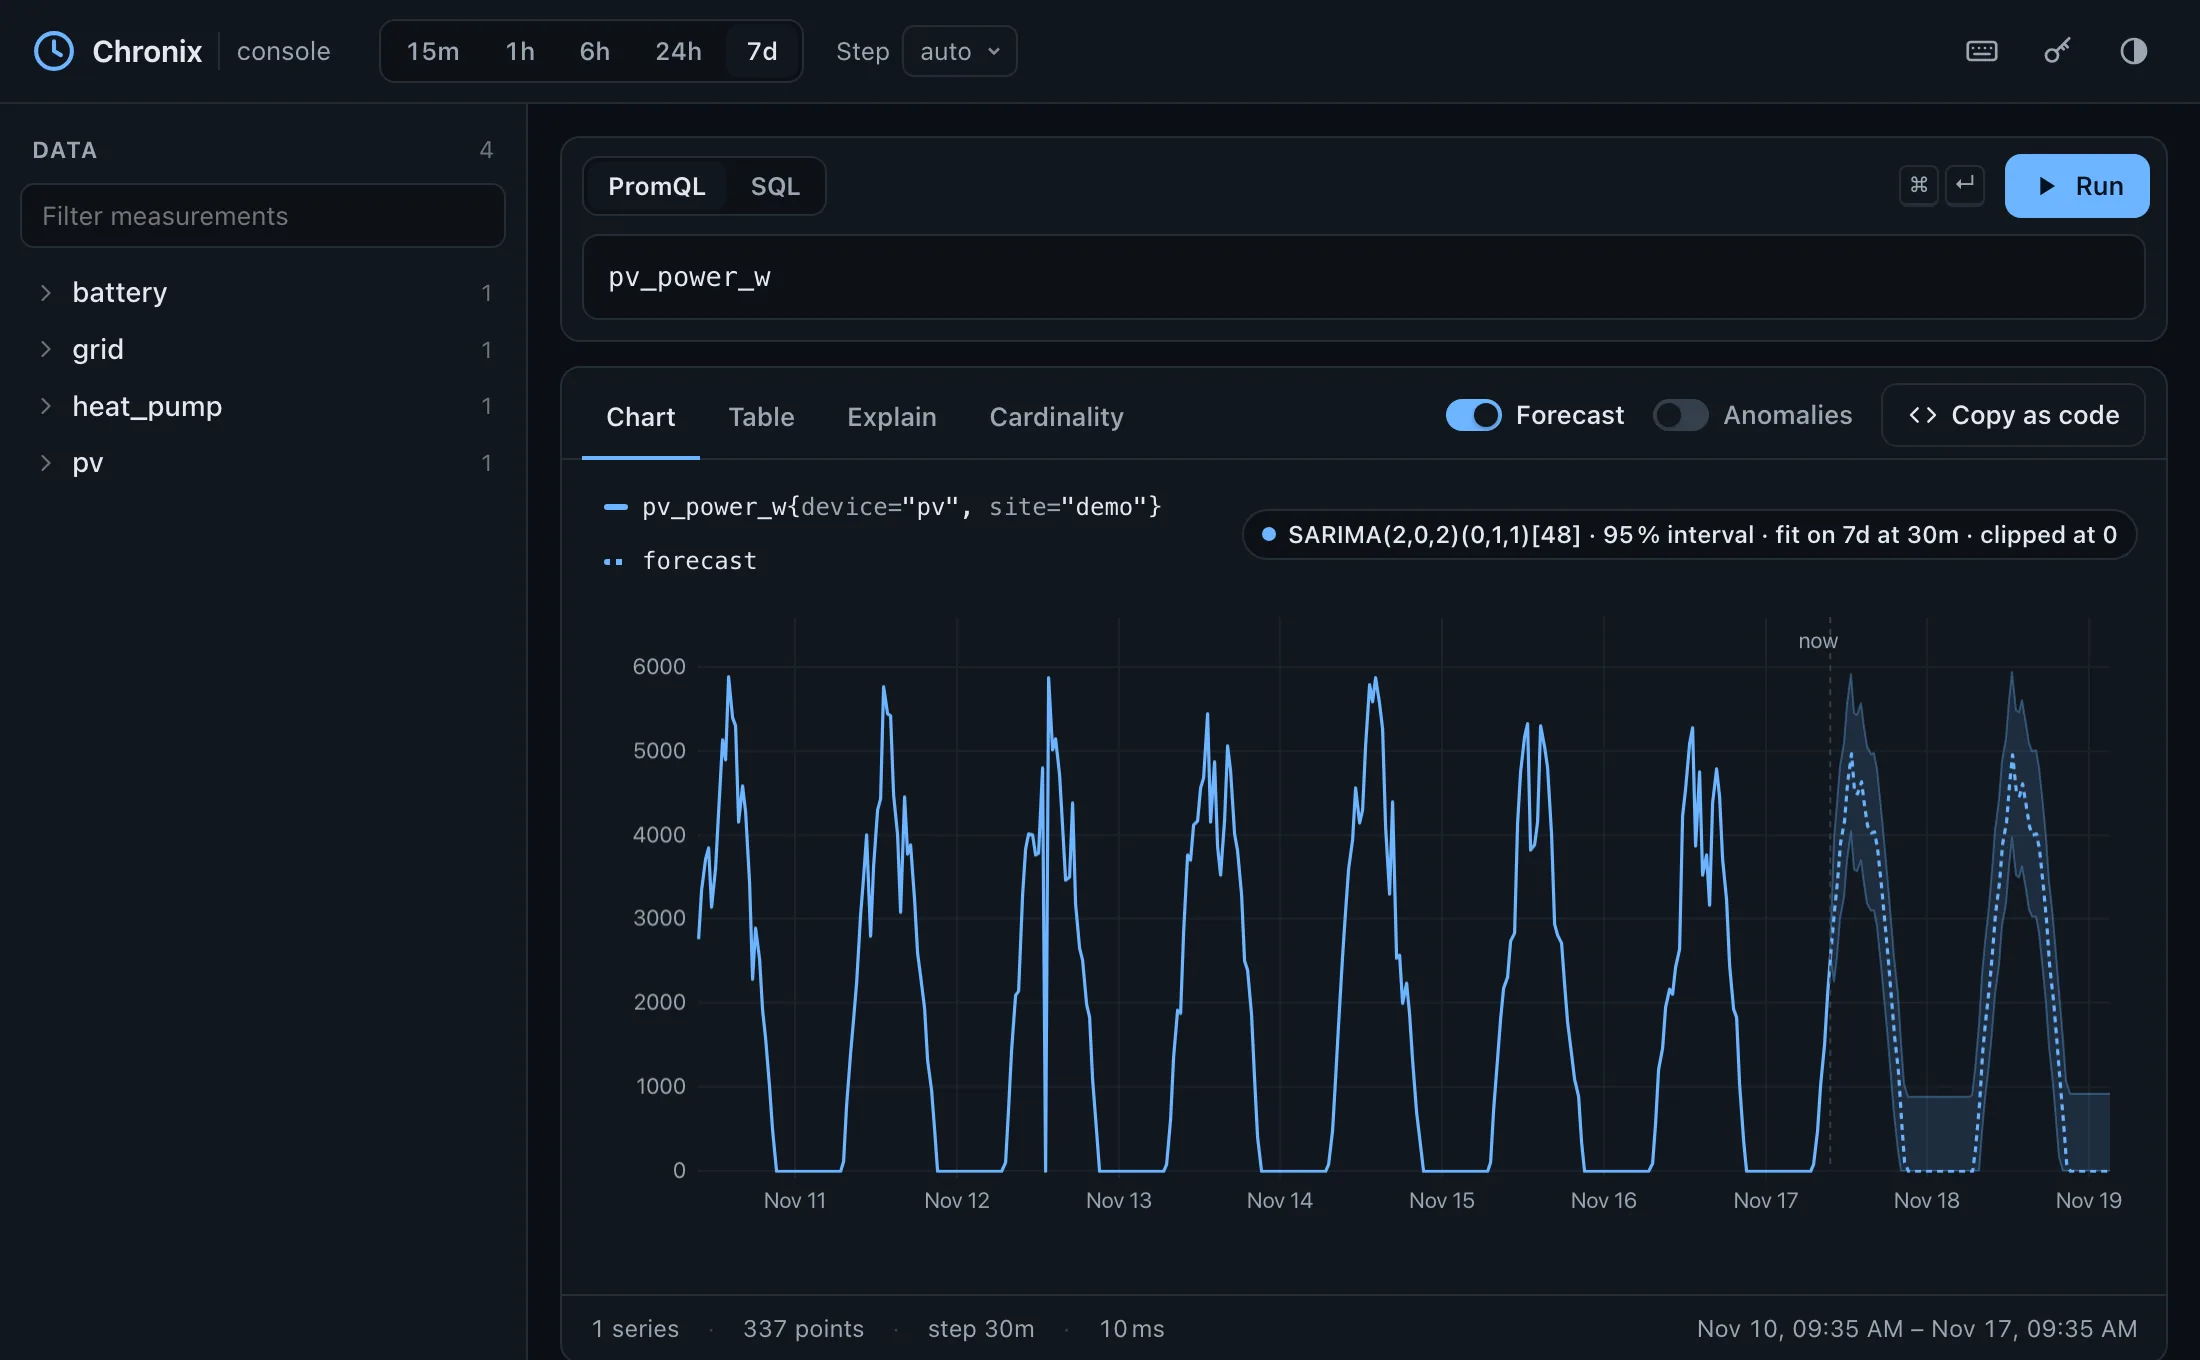 Chronix console 15m 1h 6h 24h 7d Step auto
DATA 4
Filter measurements
battery 1
grid 1
heat_pump 1
pv 1
PromQL SQL ⌘ ↵ Run
pv_power_w
Chart Table Explain Cardinality Forecast Anomalies <> Copy as code
pv_power_w{device="pv", site="demo"}
forecast
SARIMA(2,0,2)(0,1,1)[48] · 95% interval · fit on 7d at 30m · clipped at 0
now
6000
5000
4000
3000
2000
1000
0
Nov 11 Nov 12 Nov 13 Nov 14 Nov 15 Nov 16 Nov 17 Nov 18 Nov 19
1 series · 337 points · step 30m · 10 ms Nov 10, 09:35 AM – Nov 17, 09:35 AM